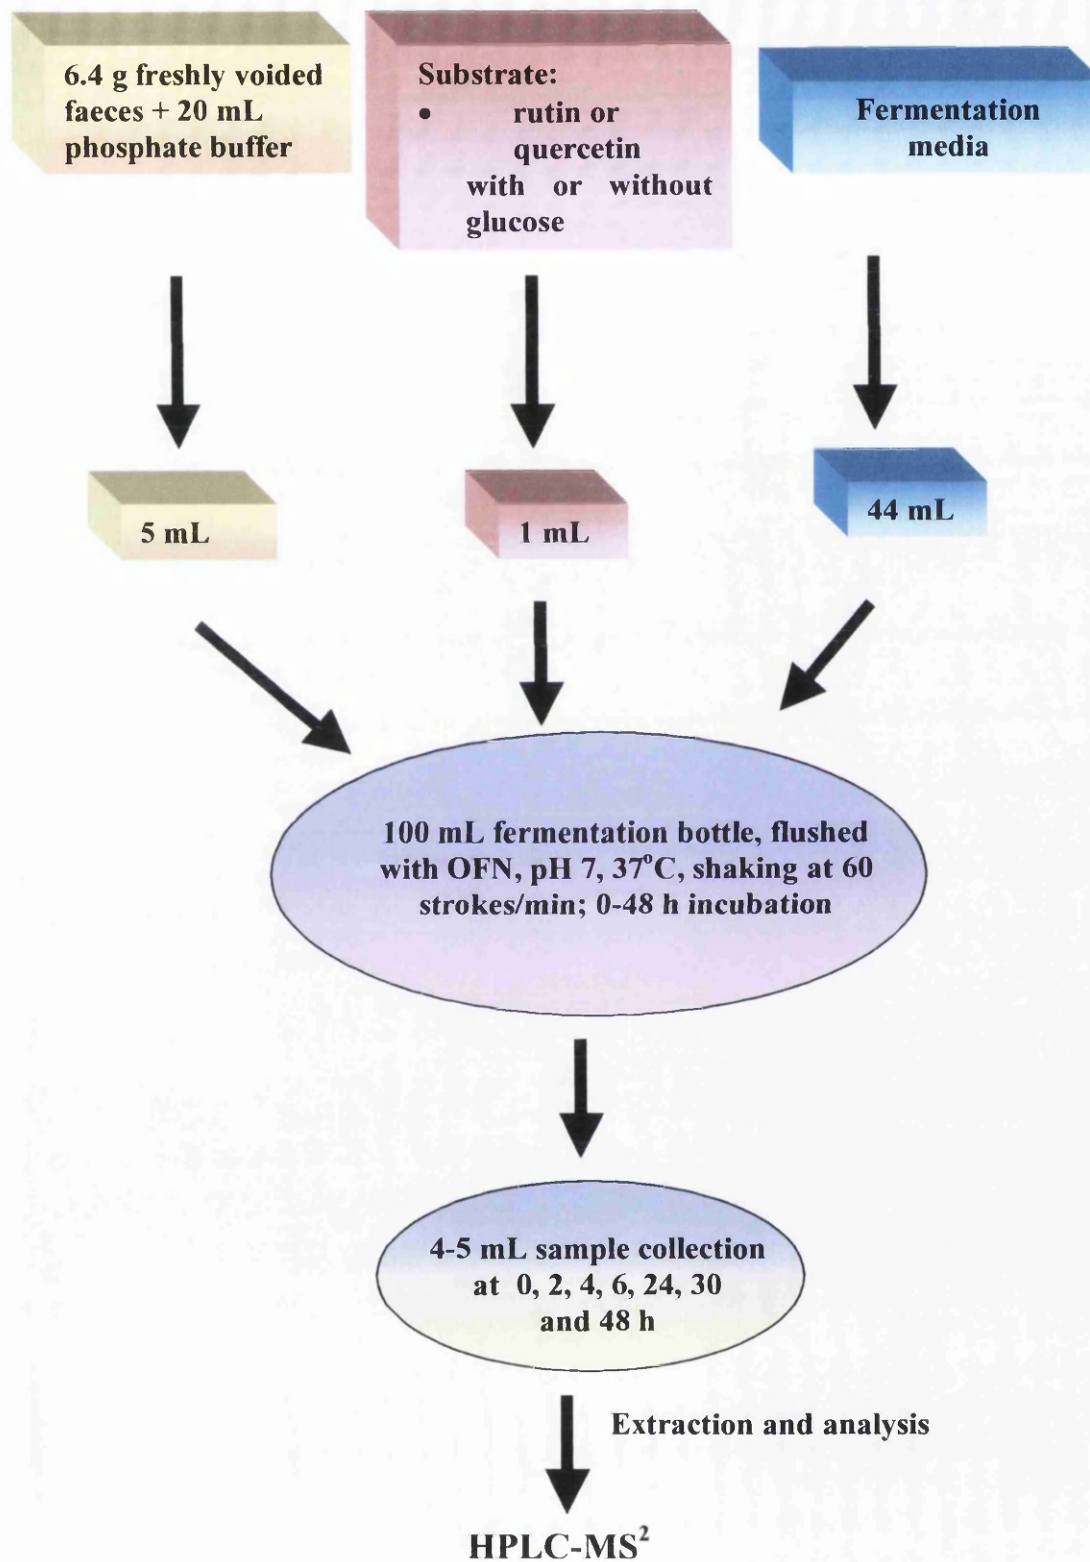 6.4 g freshly voided
faeces + 20 mL
phosphate buffer
Substrate:
• rutin or
quercetin
with or without
glucose
Fermentation
media
5 mL
1 mL
44 mL
100 mL fermentation bottle, flushed
with OFN, pH 7, 37°C, shaking at 60
strokes/min; 0-48 h incubation
4-5 mL sample collection
at 0, 2, 4, 6, 24, 30
and 48 h
Extraction and analysis
HPLC-MS²